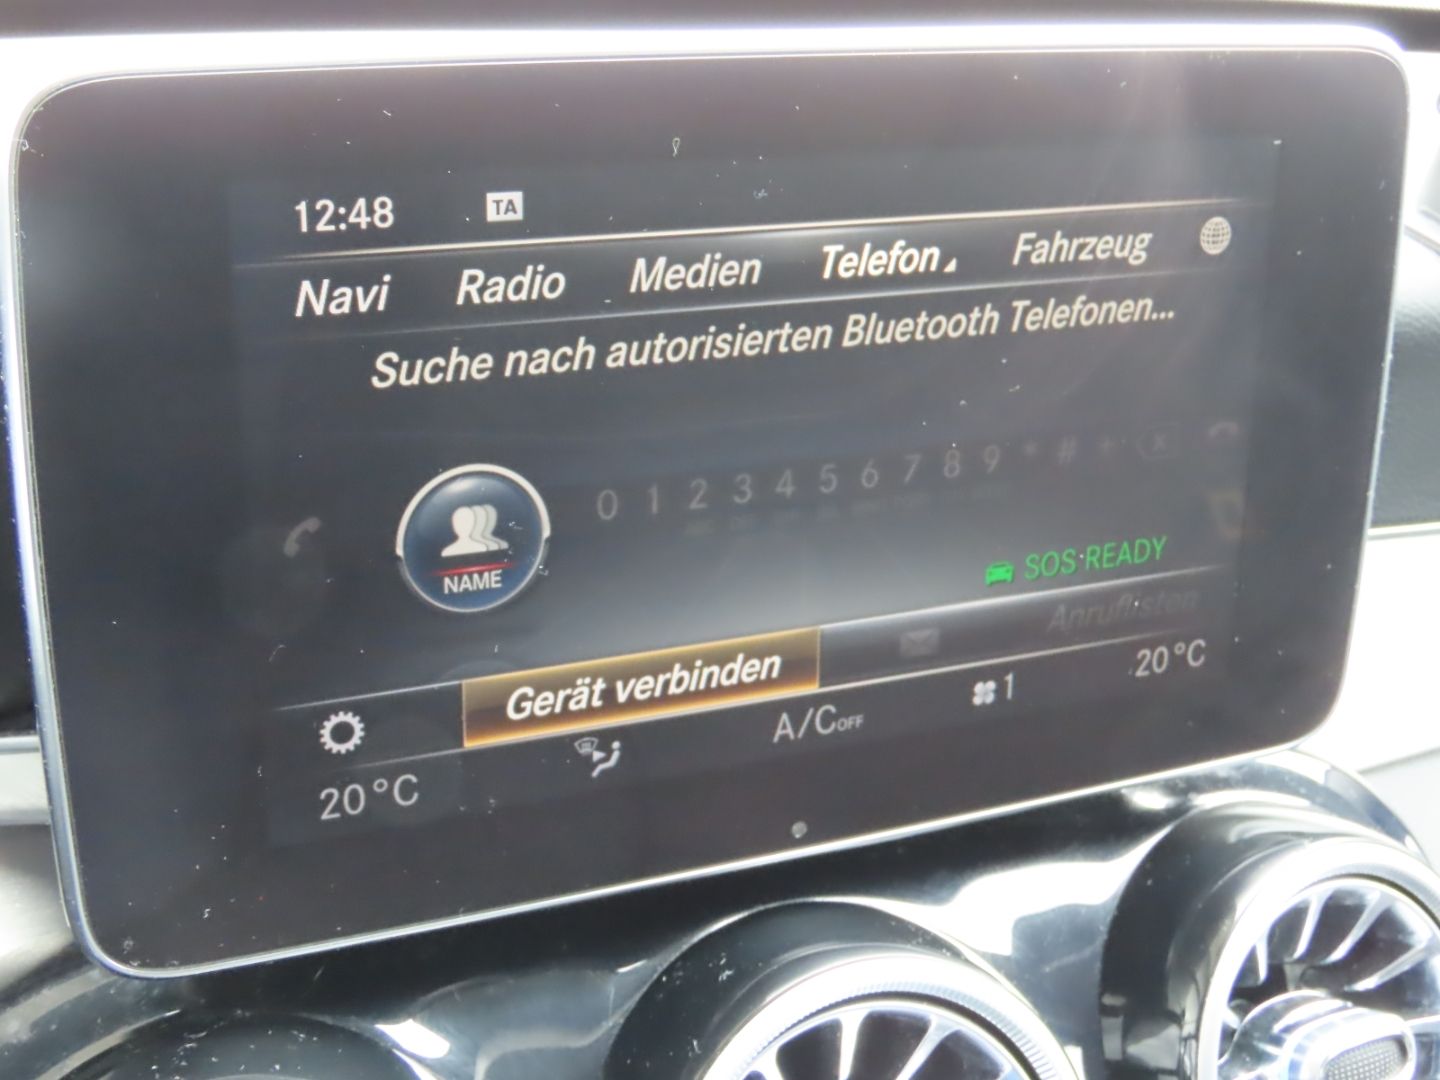 12:48 TA
Navi Radio Medien Telefon Fahrzeug
Suche nach autorisierten Bluetooth Telefonen...
0 1 2 3 4 5 6 7 8 9 * # +
NAME
SOS READY
Gerät verbinden Anruflisten
20°C A/C OFF 1 20°C